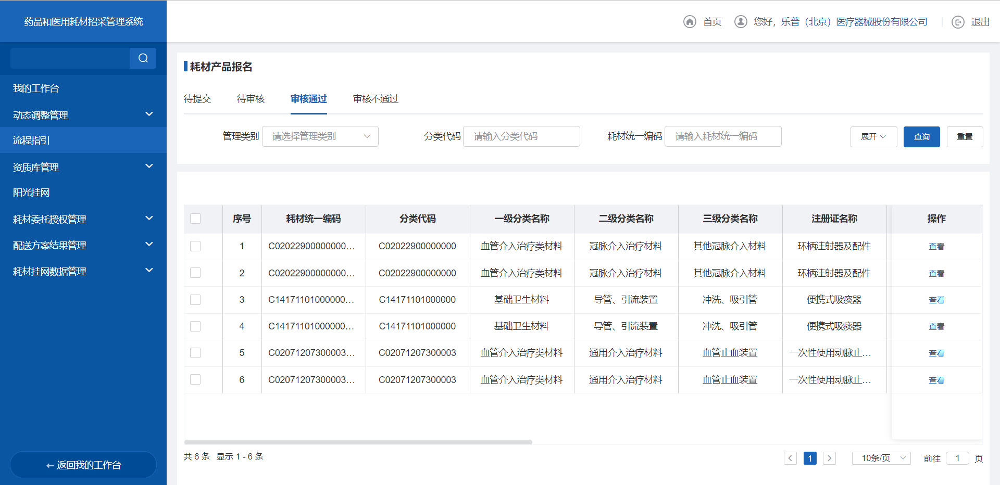 药品和医用耗材招采管理系统
首页 您好，乐普（北京）医疗器械股份有限公司 退出
我的工作台
动态调整管理
流程指引
资质库管理
阳光挂网
耗材委托授权管理
配送方案结果管理
耗材挂网数据管理
返回我的工作台
耗材产品报名
待提交 待审核 审核通过 审核不通过
管理类别 请选择管理类别 分类代码 请输入分类代码 耗材统一编码 请输入耗材统一编码 展开 查询 重置
序号 耗材统一编码 分类代码 一级分类名称 二级分类名称 三级分类名称 注册证名称 操作
1 C02022900000000... C02022900000000 血管介入治疗类材料 冠脉介入治疗材料 其他冠脉介入材料 环柄注射器及配件 查看
2 C02022900000000... C02022900000000 血管介入治疗类材料 冠脉介入治疗材料 其他冠脉介入材料 环柄注射器及配件 查看
3 C14171101000000... C14171101000000 基础卫生材料 导管、引流装置 冲洗、吸引管 便携式吸痰器 查看
4 C14171101000000... C14171101000000 基础卫生材料 导管、引流装置 冲洗、吸引管 便携式吸痰器 查看
5 C02071207300003... C02071207300003 血管介入治疗类材料 通用介入治疗材料 血管止血装置 一次性使用动脉止... 查看
6 C02071207300003... C02071207300003 血管介入治疗类材料 通用介入治疗材料 血管止血装置 一次性使用动脉止... 查看
共 6 条 显示 1 - 6 条 1 10条/页 前往 1 页